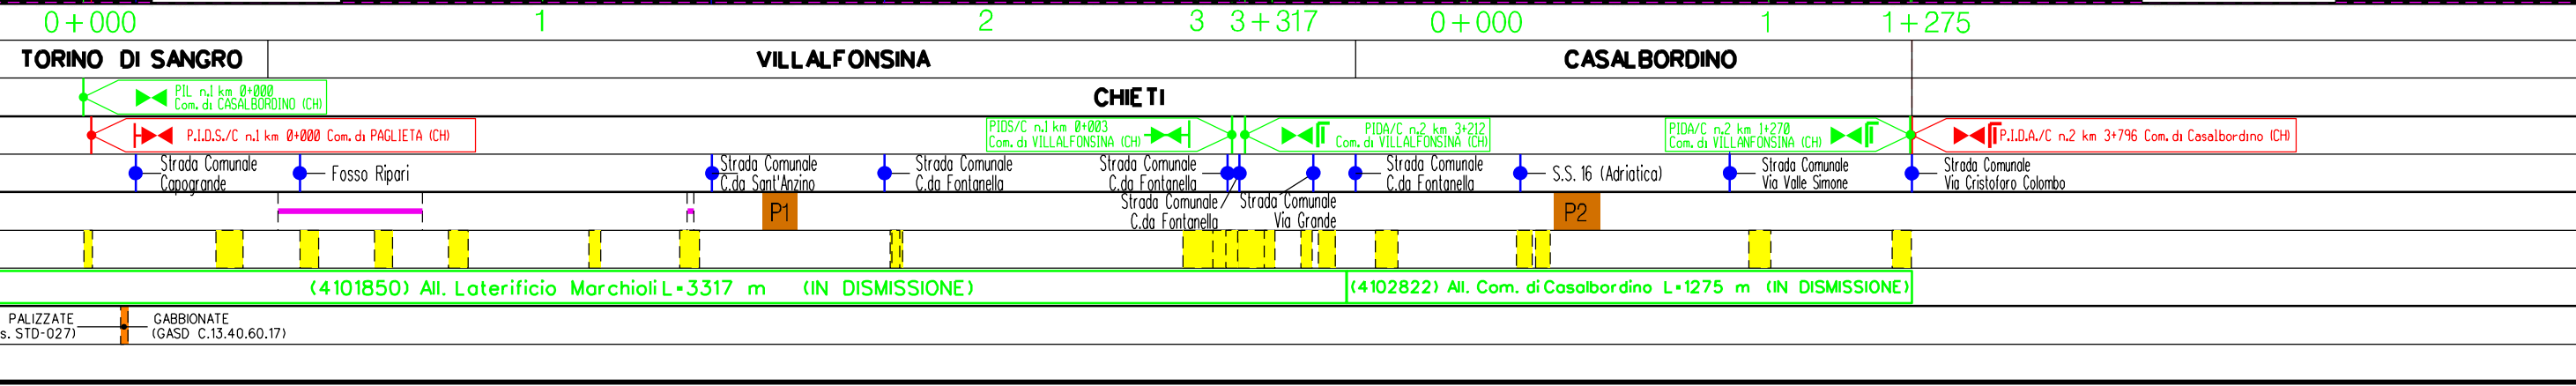 0+000 1 2 3 3+317 0+000 1 1+275
TORINO DI SANGRO VILLALFONSINA CASALBORDINO
PIL n.1 km 0+000
Com. di CASALBORDINO (CH)
CHIETI
P.I.D.S./C n.1 km 0+000 Com. di PAGLIETA (CH)
PIDS/C n.1 km 0+003
Com. di VILLALFONSINA (CH)
PIDA/C n.2 km 3+212
Com. di VILLALFONSINA (CH)
PIDA/C n.2 km 1+270
Com. di VILLANFONSINA (CH)
P.I.D.A./C n.2 km 3+796 Com. di Casalbordino (CH)
Strada Comunale
Capogrande
Fosso Ripari
Strada Comunale
C.da Sant'Anzino
Strada Comunale
C.da Fontanella
Strada Comunale
C.da Fontanella
Strada Comunale
C.da Fontanella
S.S. 16 (Adriatica)
Strada Comunale
Via Valle Simone
Strada Comunale
Via Cristoforo Colombo
Strada Comunale
C.da Fontanella
Strada Comunale
Via Grande
P1
P2
(4101850) All. Laterificio Marchioli L=3317 m (IN DISMISSIONE)
(4102822) All. Com. di Casalbordino L=1275 m (IN DISMISSIONE)
PALIZZATE
s. STD-027)
GABBIONATE
(GASD C.13.40.60.17)